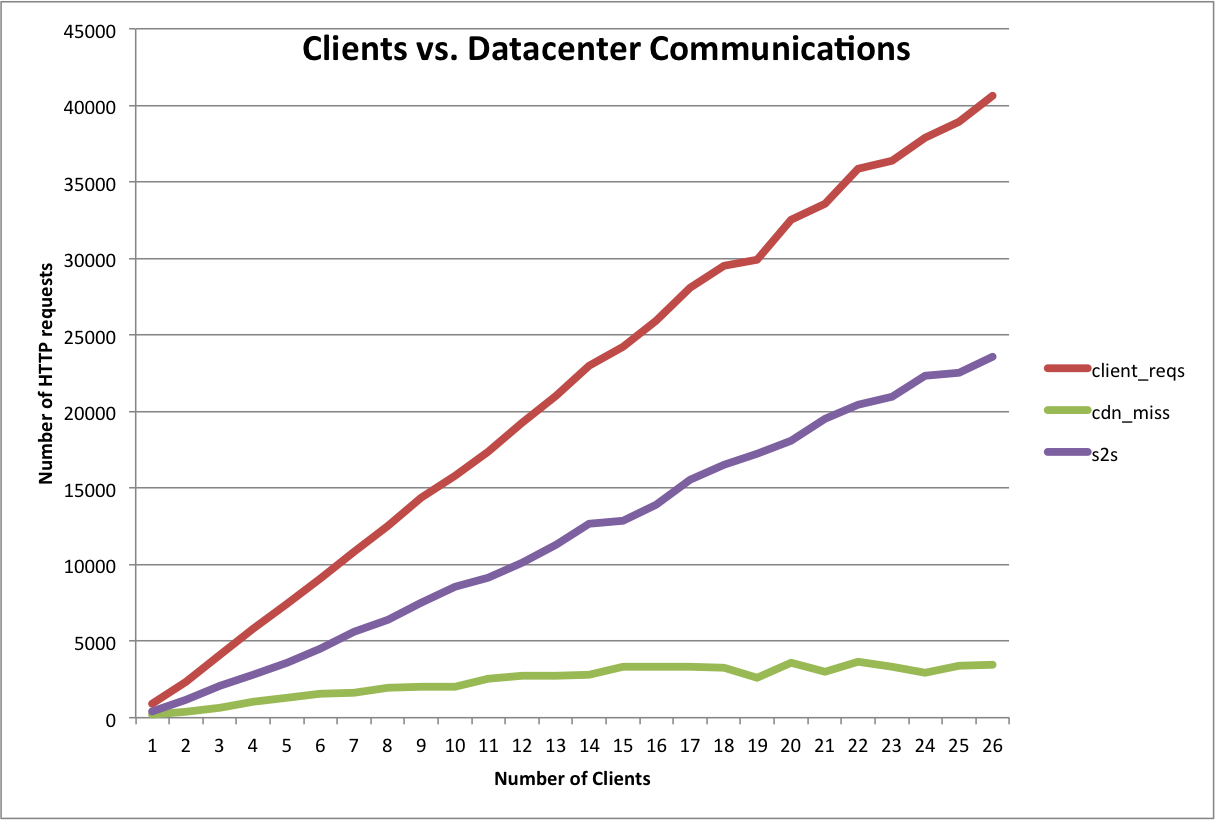 Clients vs. Datacenter Communications
45000
40000
35000
30000
25000
20000
15000
10000
5000
0
Number of HTTP requests
1 2 3 4 5 6 7 8 9 10 11 12 13 14 15 16 17 18 19 20 21 22 23 24 25 26
Number of Clients
client_reqs
cdn_miss
s2s